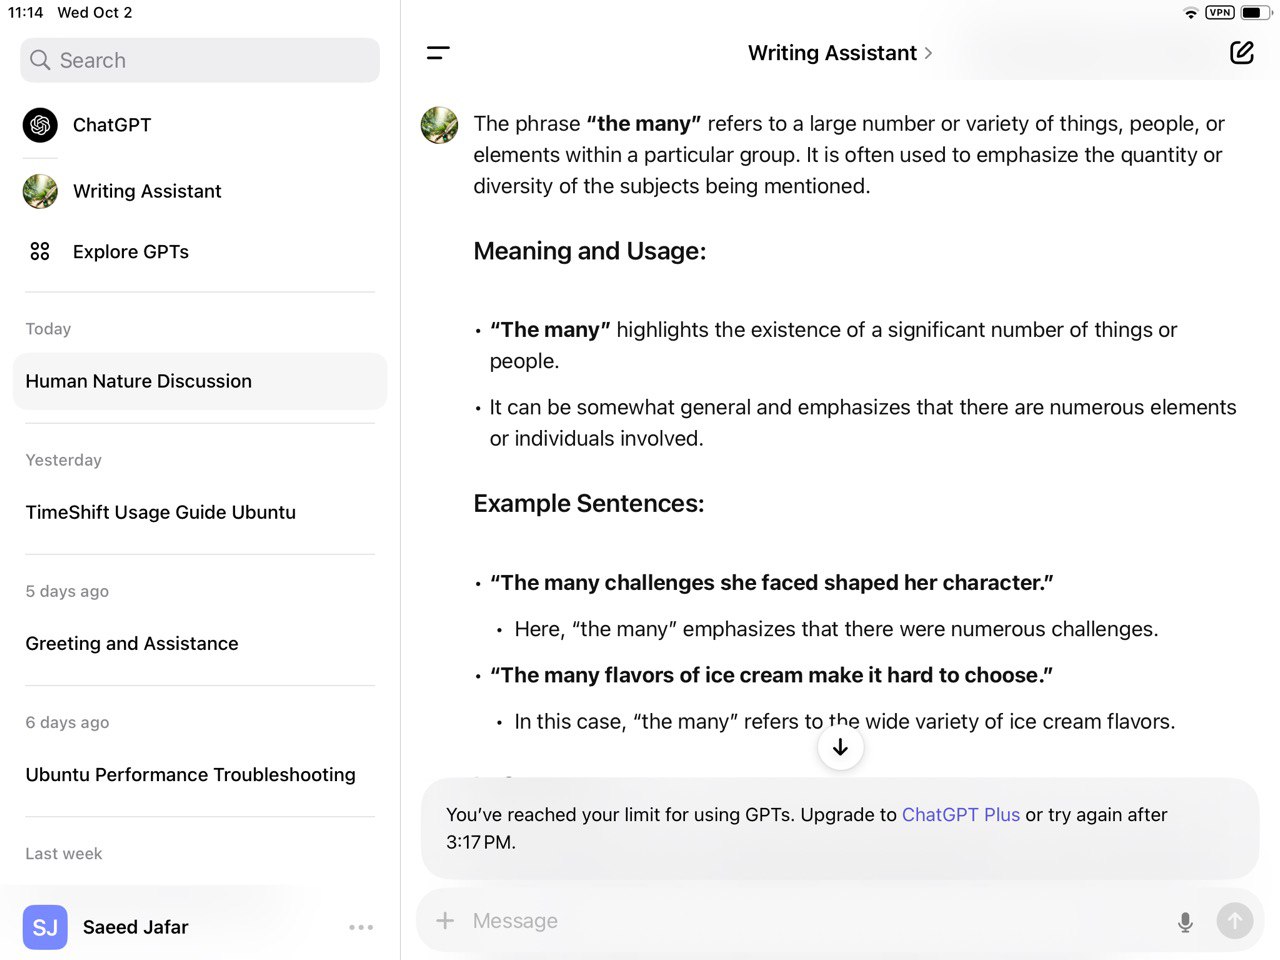 11:14 Wed Oct 2
VPN
Search
ChatGPT
Writing Assistant
Explore GPTs
Today
Human Nature Discussion
Yesterday
TimeShift Usage Guide Ubuntu
5 days ago
Greeting and Assistance
6 days ago
Ubuntu Performance Troubleshooting
Last week
SJ Saeed Jafar
Writing Assistant
The phrase “the many” refers to a large number or variety of things, people, or
elements within a particular group. It is often used to emphasize the quantity or
diversity of the subjects being mentioned.
Meaning and Usage:
• “The many” highlights the existence of a significant number of things or
people.
• It can be somewhat general and emphasizes that there are numerous elements
or individuals involved.
Example Sentences:
• “The many challenges she faced shaped her character.”
• Here, “the many” emphasizes that there were numerous challenges.
• “The many flavors of ice cream make it hard to choose.”
• In this case, “the many” refers to the wide variety of ice cream flavors.
You’ve reached your limit for using GPTs. Upgrade to ChatGPT Plus or try again after
3:17 PM.
Message